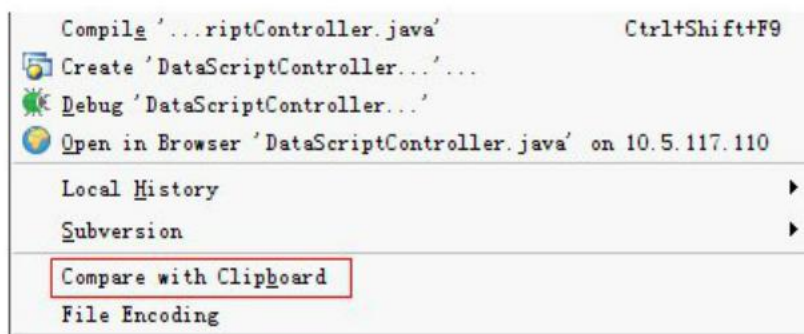 Compile '...riptController.java' Ctrl+Shift+F9
Create 'DataScriptController...'...
Debug 'DataScriptController...'
Open in Browser 'DataScriptController.java' on 10.5.117.110
Local History
Subversion
Compare with Clipboard
File Encoding